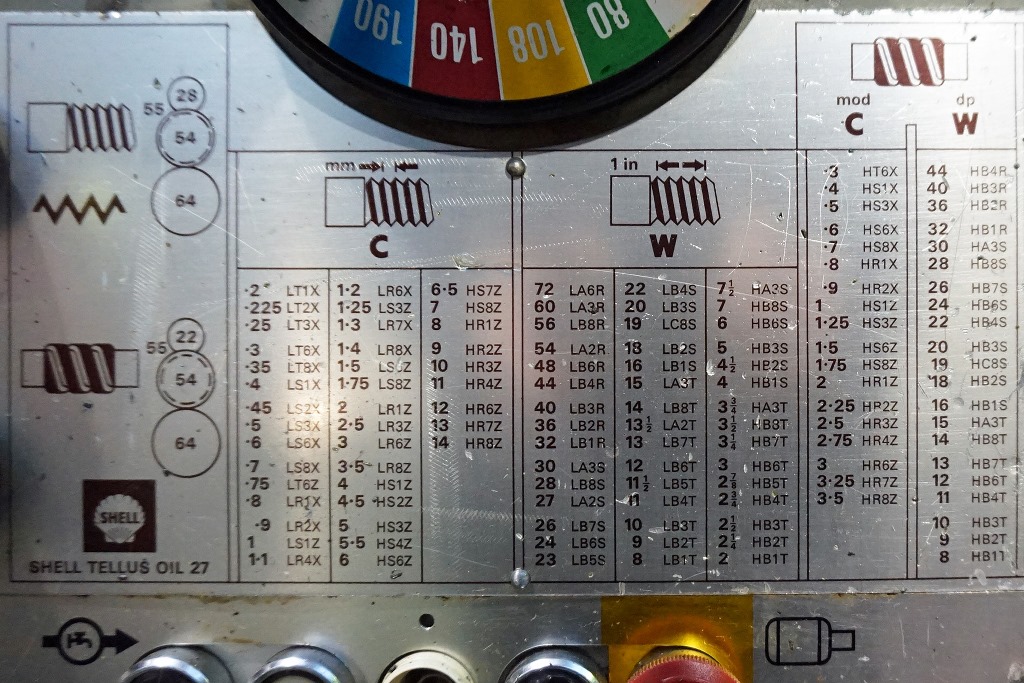 190 140 108 80
28
55
54
64
22
55
54
64
SHELL
SHELL TELLUS OIL 27
mm
C
·2 LT1X 1·2 LR6X 6·5 HS7Z
·225 LT2X 1·25 LS3Z 7 HS8Z
·25 LT3X 1·3 LR7X 8 HR1Z
·3 LT6X 1·4 LR8X 9 HR2Z
·35 LT8X 1·5 LS6Z 10 HR3Z
·4 LS1X 1·75 LS8Z 11 HR4Z
·45 LS2X 2 LR1Z 12 HR6Z
·5 LS3X 2·5 LR3Z 13 HR7Z
·6 LS6X 3 LR6Z 14 HR8Z
·7 LS8X 3·5 LR8Z
·75 LT6Z 4 HS1Z
·8 LR1X 4·5 HS2Z
·9 LR2X 5 HS3Z
1 LS1Z 5·5 HS4Z
1·1 LR4X 6 HS6Z
1 in
W
72 LA6R 22 LB4S 7½ HA3S
60 LA3R 20 LB3S 7 HB8S
56 LB8R 19 LC8S 6 HB6S
54 LA2R 18 LB2S 5 HB3S
48 LB6R 16 LB1S 4½ HB2S
44 LB4R 15 LA3T 4 HB1S
40 LB3R 14 LB8T 3¾ HA3T
36 LB2R 13½ LA2T 3½ HB8T
32 LB1R 13 LB7T 3¼ HB7T
30 LA3S 12 LB6T 3 HB6T
28 LB8S 11½ LB5T 2⅞ HB5T
27 LA2S 11 LB4T 2¾ HB4T
26 LB7S 10 LB3T 2½ HB3T
24 LB6S 9 LB2T 2¼ HB2T
23 LB5S 8 LB1T 2 HB1T
mod dp
C W
·3 HT6X 44 HB4R
·4 HS1X 40 HB3R
·5 HS3X 36 HB2R
·6 HS6X 32 HB1R
·7 HS8X 30 HA3S
·8 HR1X 28 HB8S
·9 HR2X 26 HB7S
1 HS1Z 24 HB6S
1·25 HS3Z 22 HB4S
1·5 HS6Z 20 HB3S
1·75 HS8Z 19 HC8S
2 HR1Z 18 HB2S
2·25 HR2Z 16 HB1S
2·5 HR3Z 15 HA3T
2·75 HR4Z 14 HB8T
3 HR6Z 13 HB7T
3·25 HR7Z 12 HB6T
3·5 HR8Z 11 HB4T
10 HB3T
9 HB2T
8 HB1T